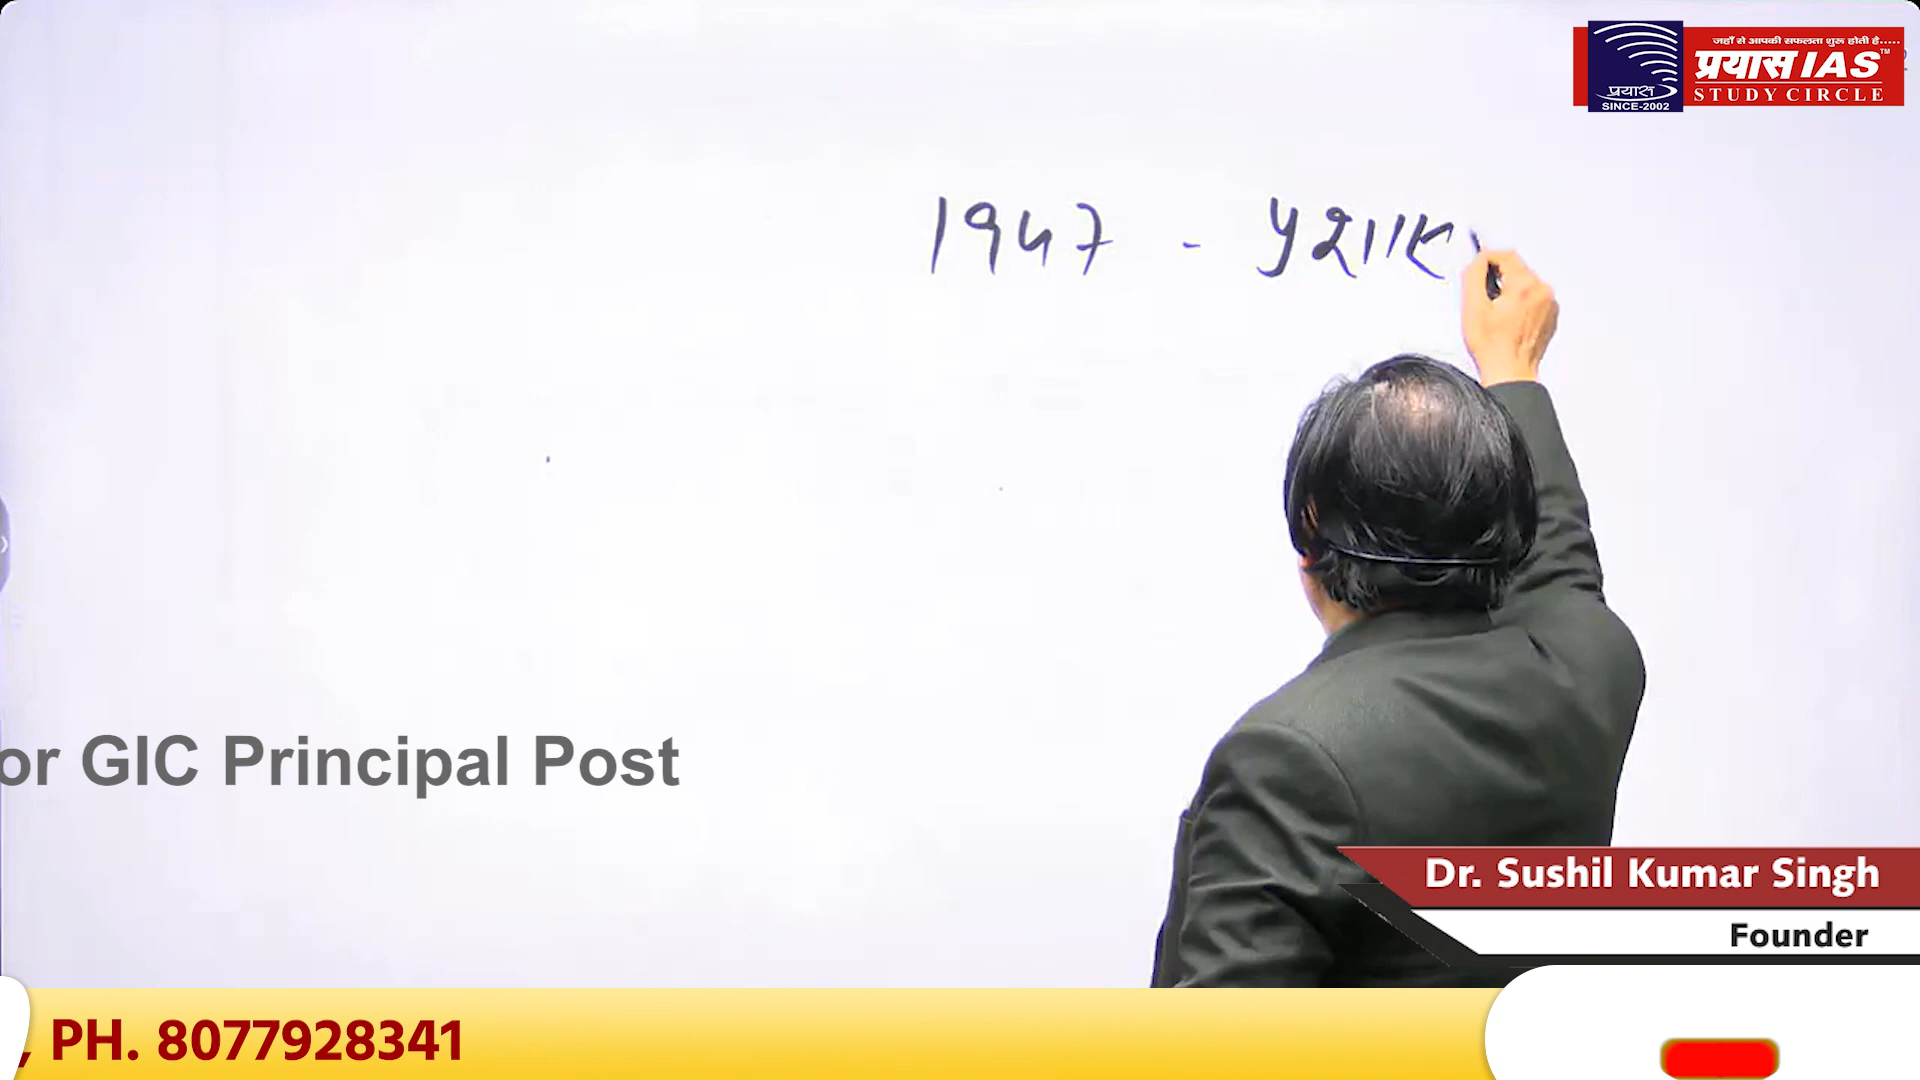 जहाँ से आपकी सफलता शुरू होती है.....
प्रयास IAS TM
STUDY CIRCLE
प्रयास
SINCE-2002
1947 - प्रशास
or GIC Principal Post
Dr. Sushil Kumar Singh
Founder
, PH. 8077928341